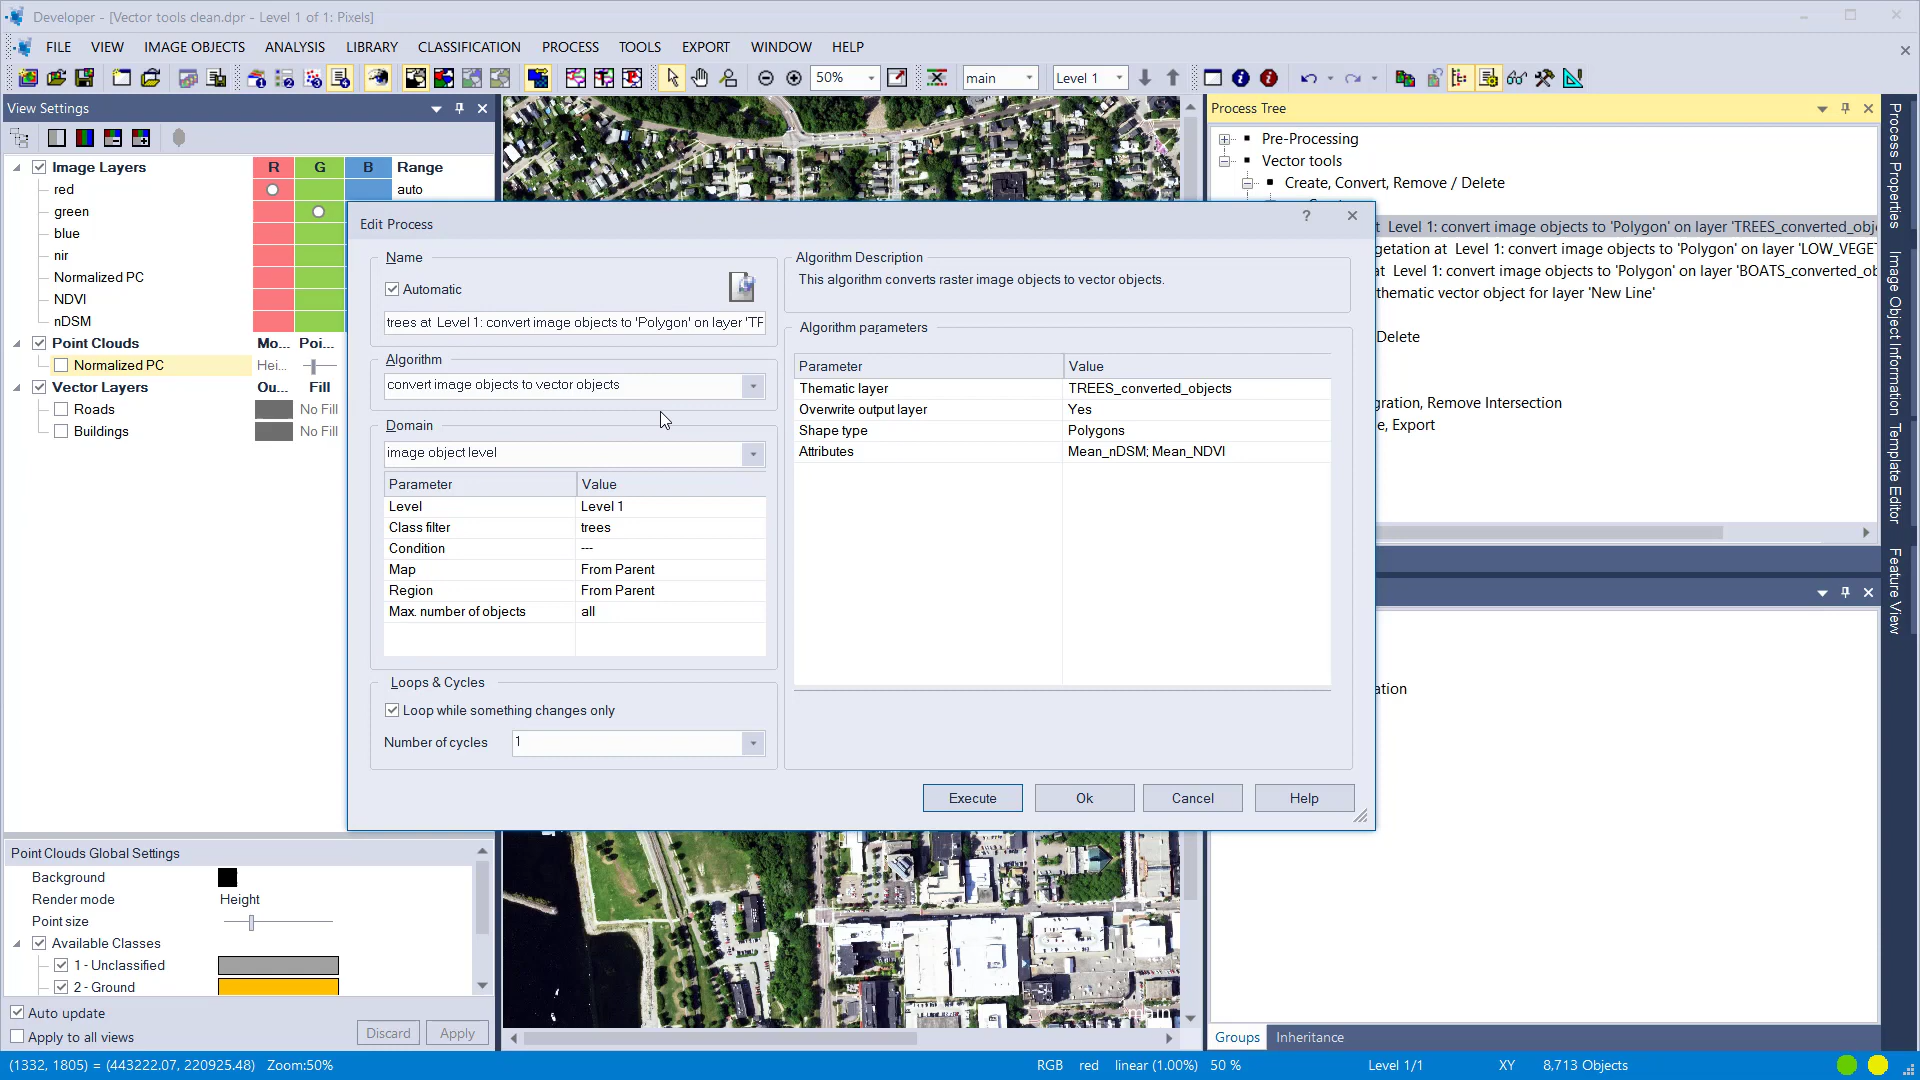 Developer - [Vector tools clean.dpr - Level 1 of 1: Pixels]
FILE VIEW IMAGE OBJECTS ANALYSIS LIBRARY CLASSIFICATION PROCESS TOOLS EXPORT WINDOW HELP
50% main Level 1
View Settings
Image Layers R G B Range
red auto
green
blue
nir
Normalized PC
NDVI
nDSM
Point Clouds Mo... Poi...
Normalized PC Hei...
Vector Layers Ou... Fill
Roads No Fill
Buildings No Fill
Point Clouds Global Settings
Background
Render mode Height
Point size
Available Classes
1 - Unclassified
2 - Ground
Auto update
Apply to all views Discard Apply
Edit Process
Name
Automatic
trees at Level 1: convert image objects to 'Polygon' on layer 'TF
Algorithm
convert image objects to vector objects
Domain
image object level
Parameter Value
Level Level 1
Class filter trees
Condition ---
Map From Parent
Region From Parent
Max. number of objects all
Loops & Cycles
Loop while something changes only
Number of cycles 1
Algorithm Description
This algorithm converts raster image objects to vector objects.
Algorithm parameters
Parameter Value
Thematic layer TREES_converted_objects
Overwrite output layer Yes
Shape type Polygons
Attributes Mean_nDSM; Mean_NDVI
Execute Ok Cancel Help
main
Process Tree
Pre-Processing
Vector tools
Create, Convert, Remove / Delete
t Level 1: convert image objects to 'Polygon' on layer 'TREES_converted_obj
getation at Level 1: convert image objects to 'Polygon' on layer 'LOW_VEGET
at Level 1: convert image objects to 'Polygon' on layer 'BOATS_converted_ob
thematic vector object for layer 'New Line'
Delete
gration, Remove Intersection
e, Export
ation
Groups Inheritance
Process Properties
Image Object Information
Template Editor
Feature View
(1332, 1805) = (443222.07, 220925.48) Zoom:50% RGB red linear (1.00%) 50 % Level 1/1 XY 8,713 Objects